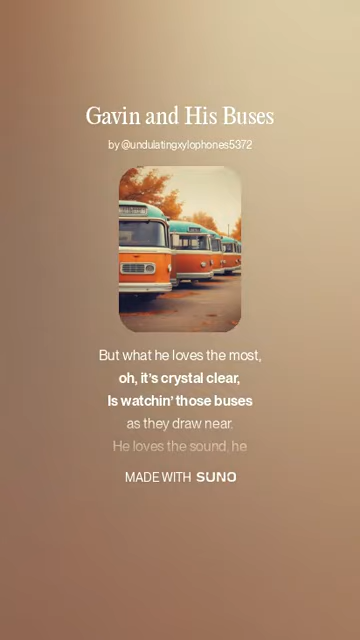 Gavin and His Buses
by @undulatingxylophones5372
But what he loves the most,
oh, it's crystal clear,
Is watchin' those buses
as they draw near.
He loves the sound, he
MADE WITH SUNO